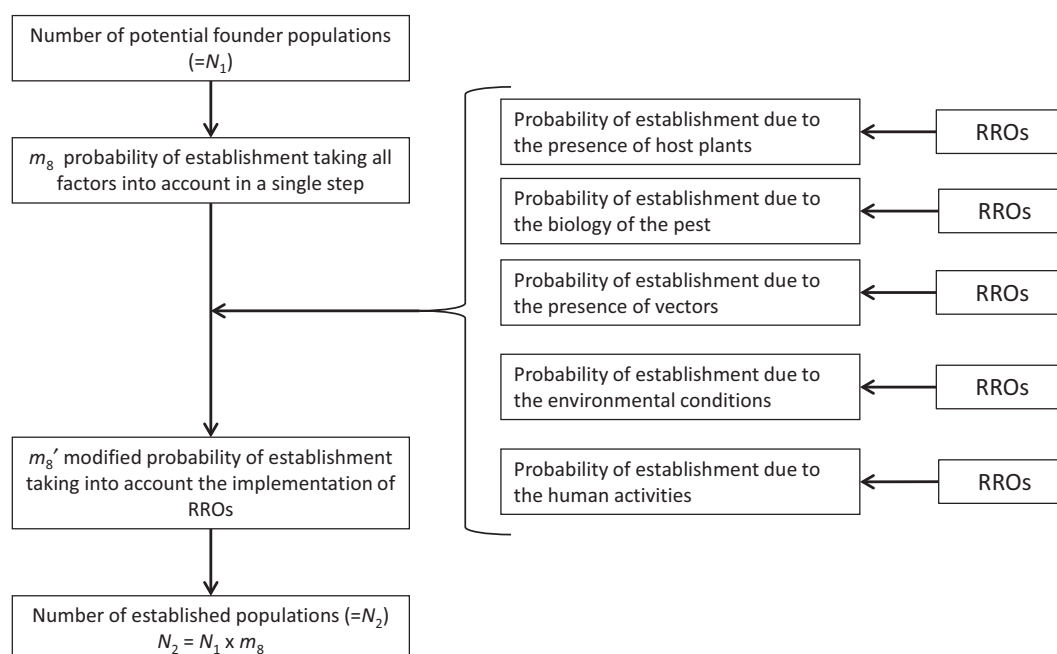 Number of potential founder populations
(=N₁)
m₈ probability of establishment taking all
factors into account in a single step
m₈′ modified probability of establishment
taking into account the implementation of
RROs
Number of established populations (=N₂)
N₂ = N₁ x m₈
Probability of establishment due to
the presence of host plants
RROs
Probability of establishment due to
the biology of the pest
RROs
Probability of establishment due to
the presence of vectors
RROs
Probability of establishment due to
the environmental conditions
RROs
Probability of establishment due to
the human activities
RROs